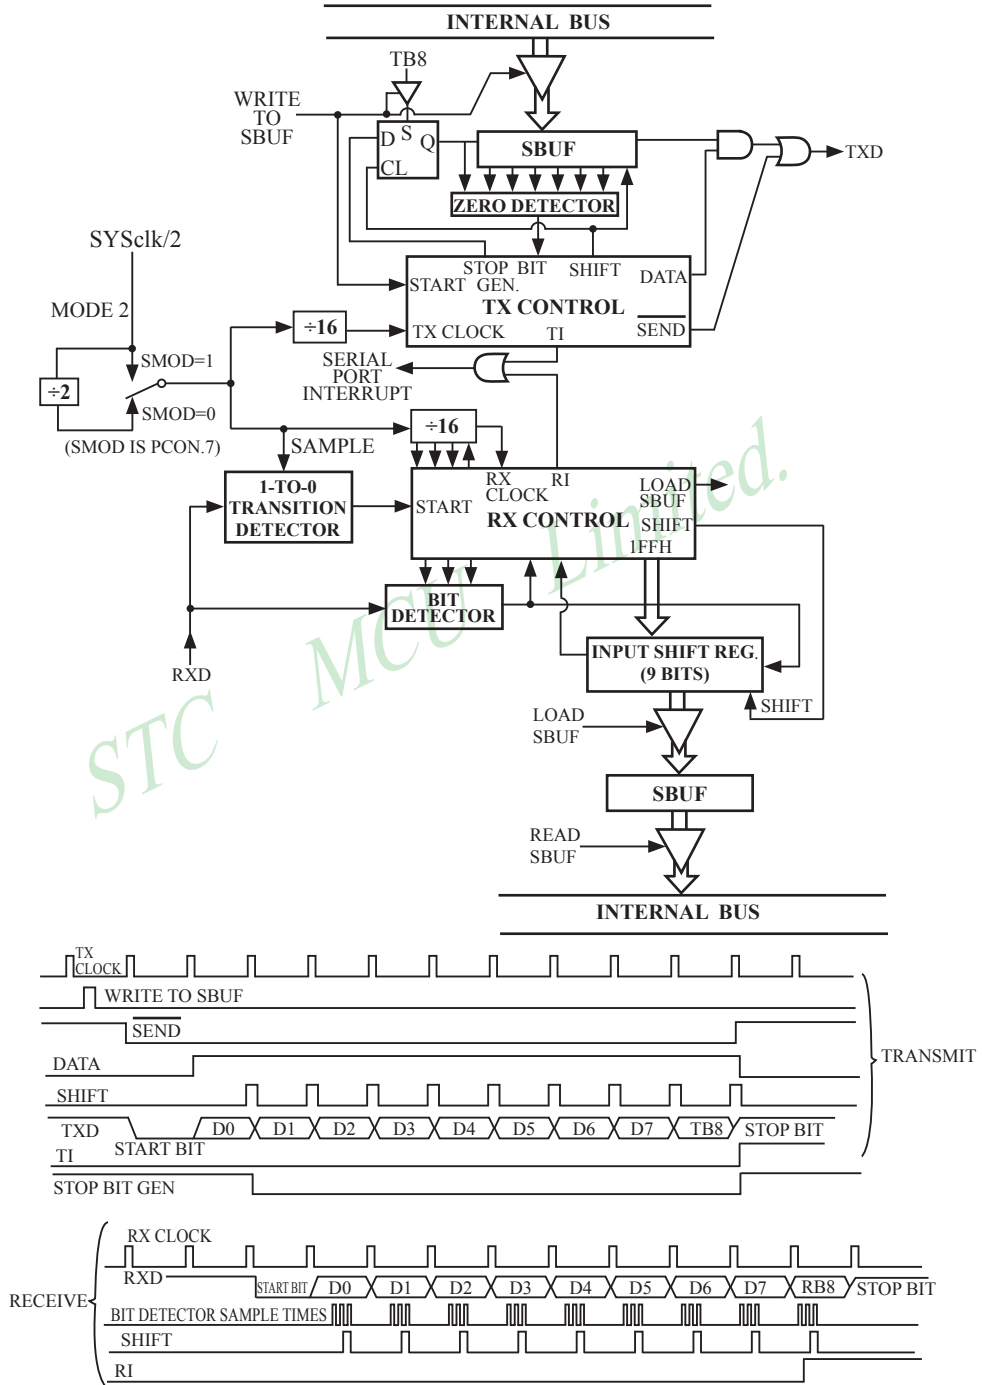 INTERNAL BUS
TB8
WRITE
TO
SBUF
D S Q
CL
SBUF
TXD
ZERO DETECTOR
SYSclk/2
STOP BIT
GEN.
SHIFT
DATA
START
TX CONTROL
MODE 2
÷16
TX CLOCK
TI
SEND
SERIAL
PORT
INTERRUPT
SMOD=1
÷2
SMOD=0
(SMOD IS PCON.7)
SAMPLE
÷16
1-TO-0
TRANSITION
DETECTOR
START
RX
CLOCK
RI
LOAD
SBUF
RX CONTROL
SHIFT
1FFH
BIT
DETECTOR
RXD
INPUT SHIFT REG.
(9 BITS)
SHIFT
LOAD
SBUF
SBUF
READ
SBUF
INTERNAL BUS
STC MCU Limited.
TX
CLOCK
WRITE TO SBUF
SEND
DATA
TRANSMIT
SHIFT
TXD
START BIT
D0 D1 D2 D3 D4 D5 D6 D7 TB8 STOP BIT
TI
STOP BIT GEN
RX CLOCK
RXD
START BIT D0 D1 D2 D3 D4 D5 D6 D7 RB8 STOP BIT
RECEIVE
BIT DETECTOR SAMPLE TIMES
SHIFT
RI